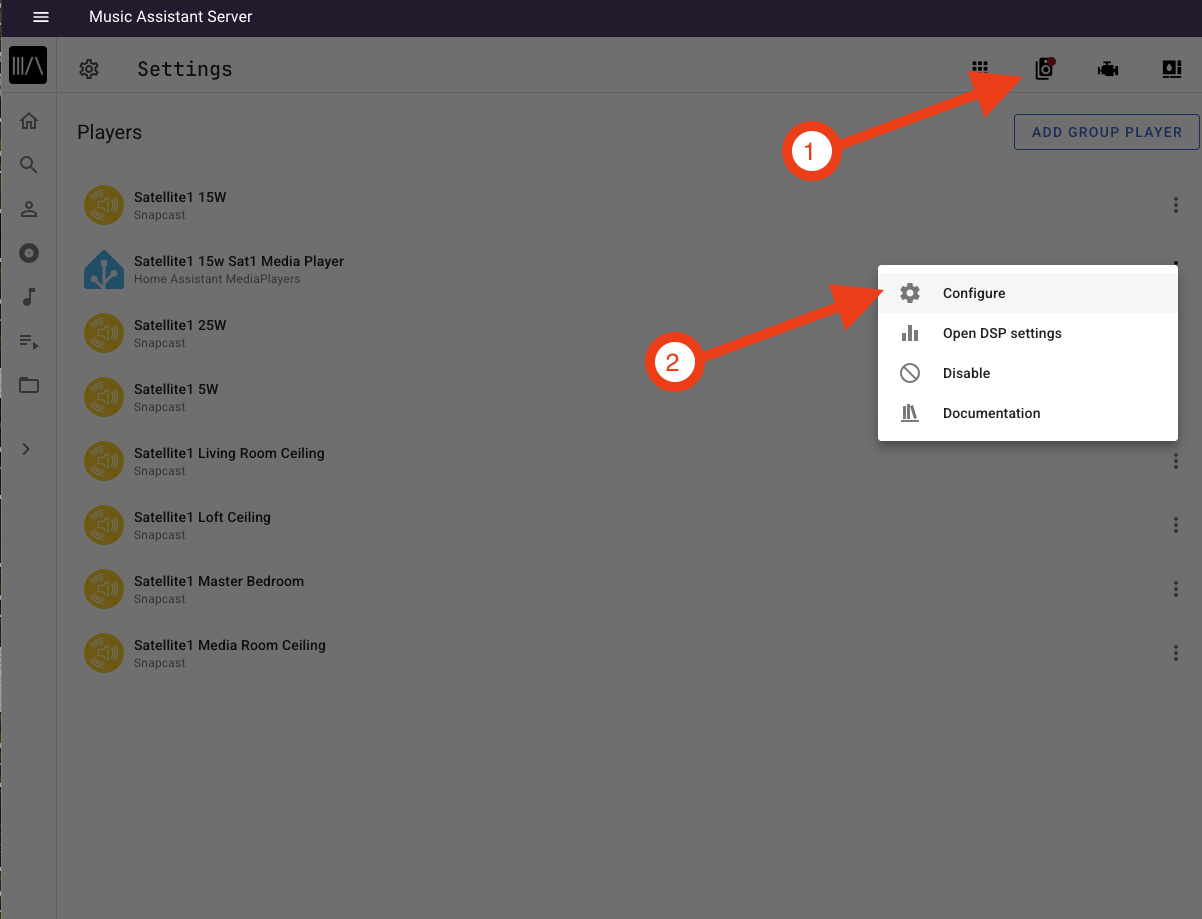 Music Assistant Server
Settings
Players
1
ADD GROUP PLAYER
Satellite1 15W
Snapcast
Satellite1 15w Sat1 Media Player
Home Assistant MediaPlayers
Configure
Satellite1 25W
Snapcast
Open DSP settings
2
Disable
Satellite1 5W
Snapcast
Documentation
Satellite1 Living Room Ceiling
Snapcast
Satellite1 Loft Ceiling
Snapcast
Satellite1 Master Bedroom
Snapcast
Satellite1 Media Room Ceiling
Snapcast